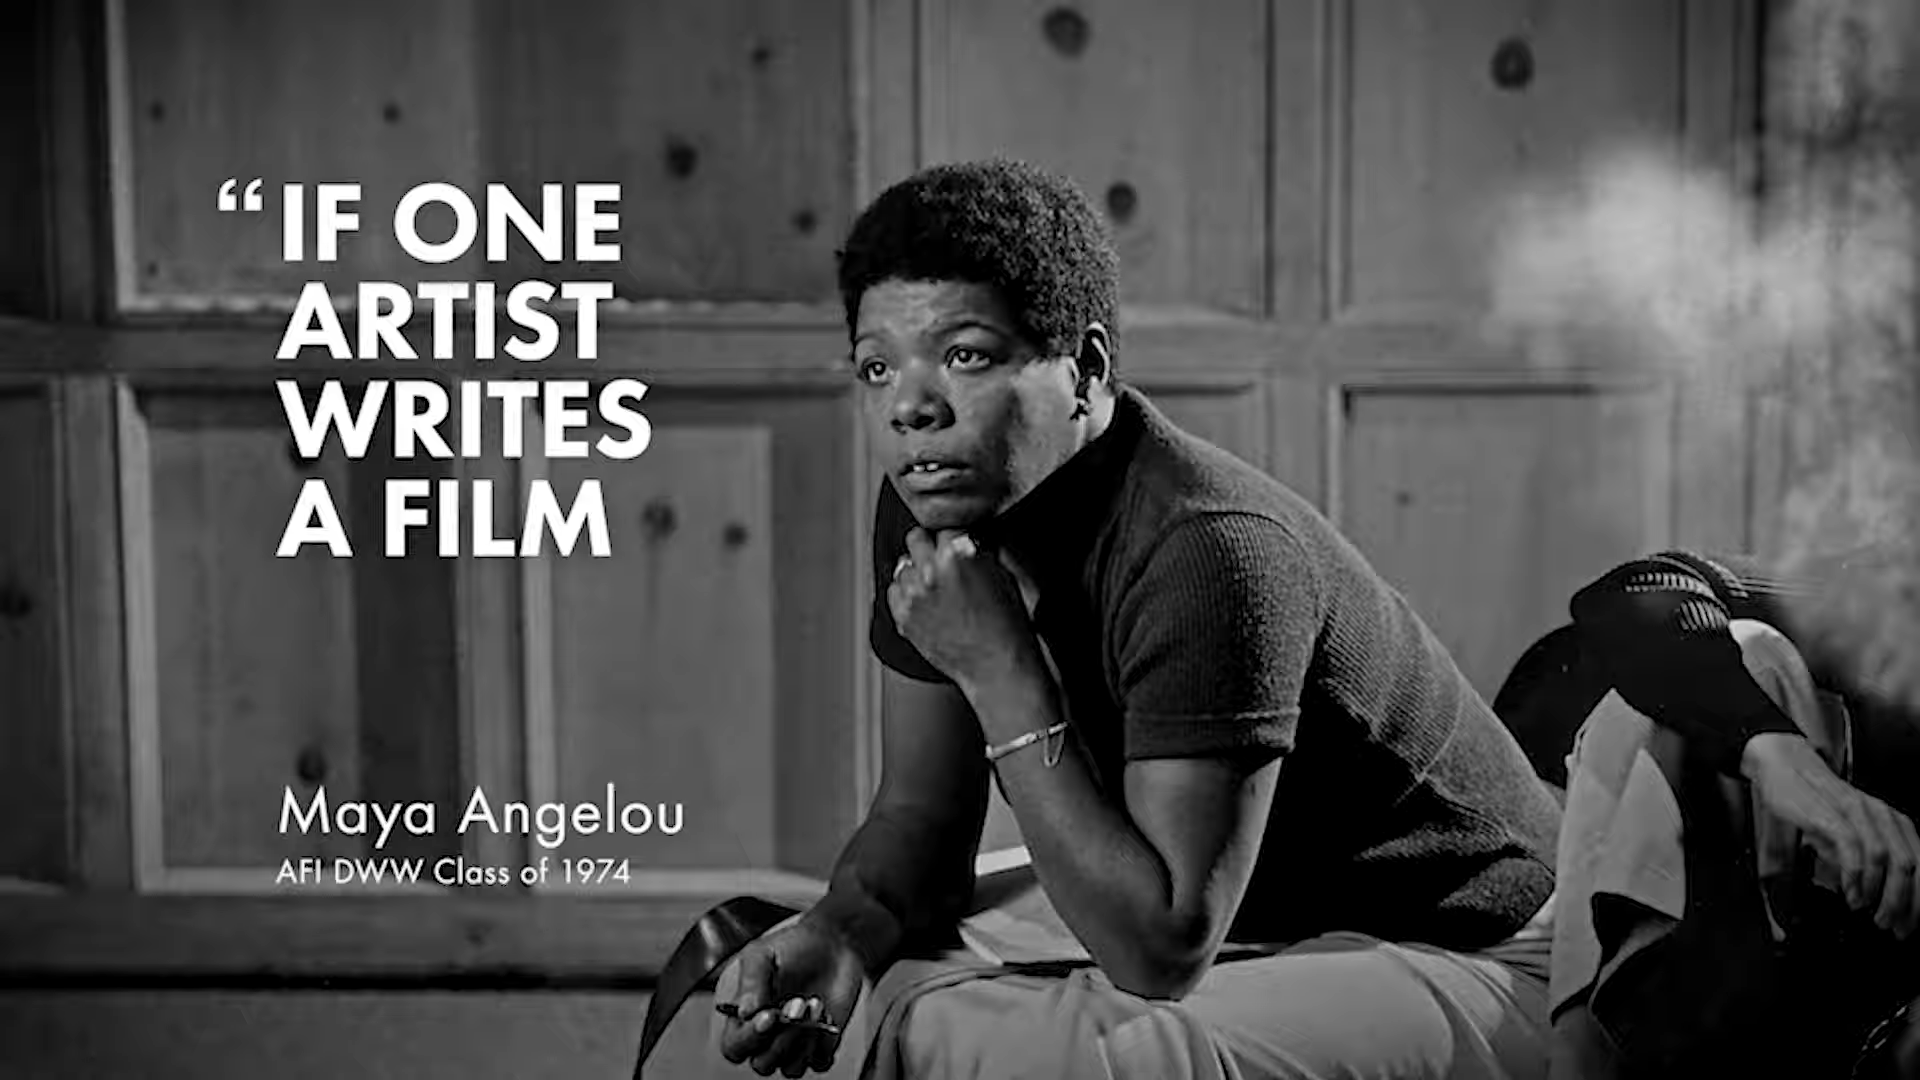 “IF ONE
ARTIST
WRITES
A FILM
Maya Angelou
AFI DWW Class of 1974